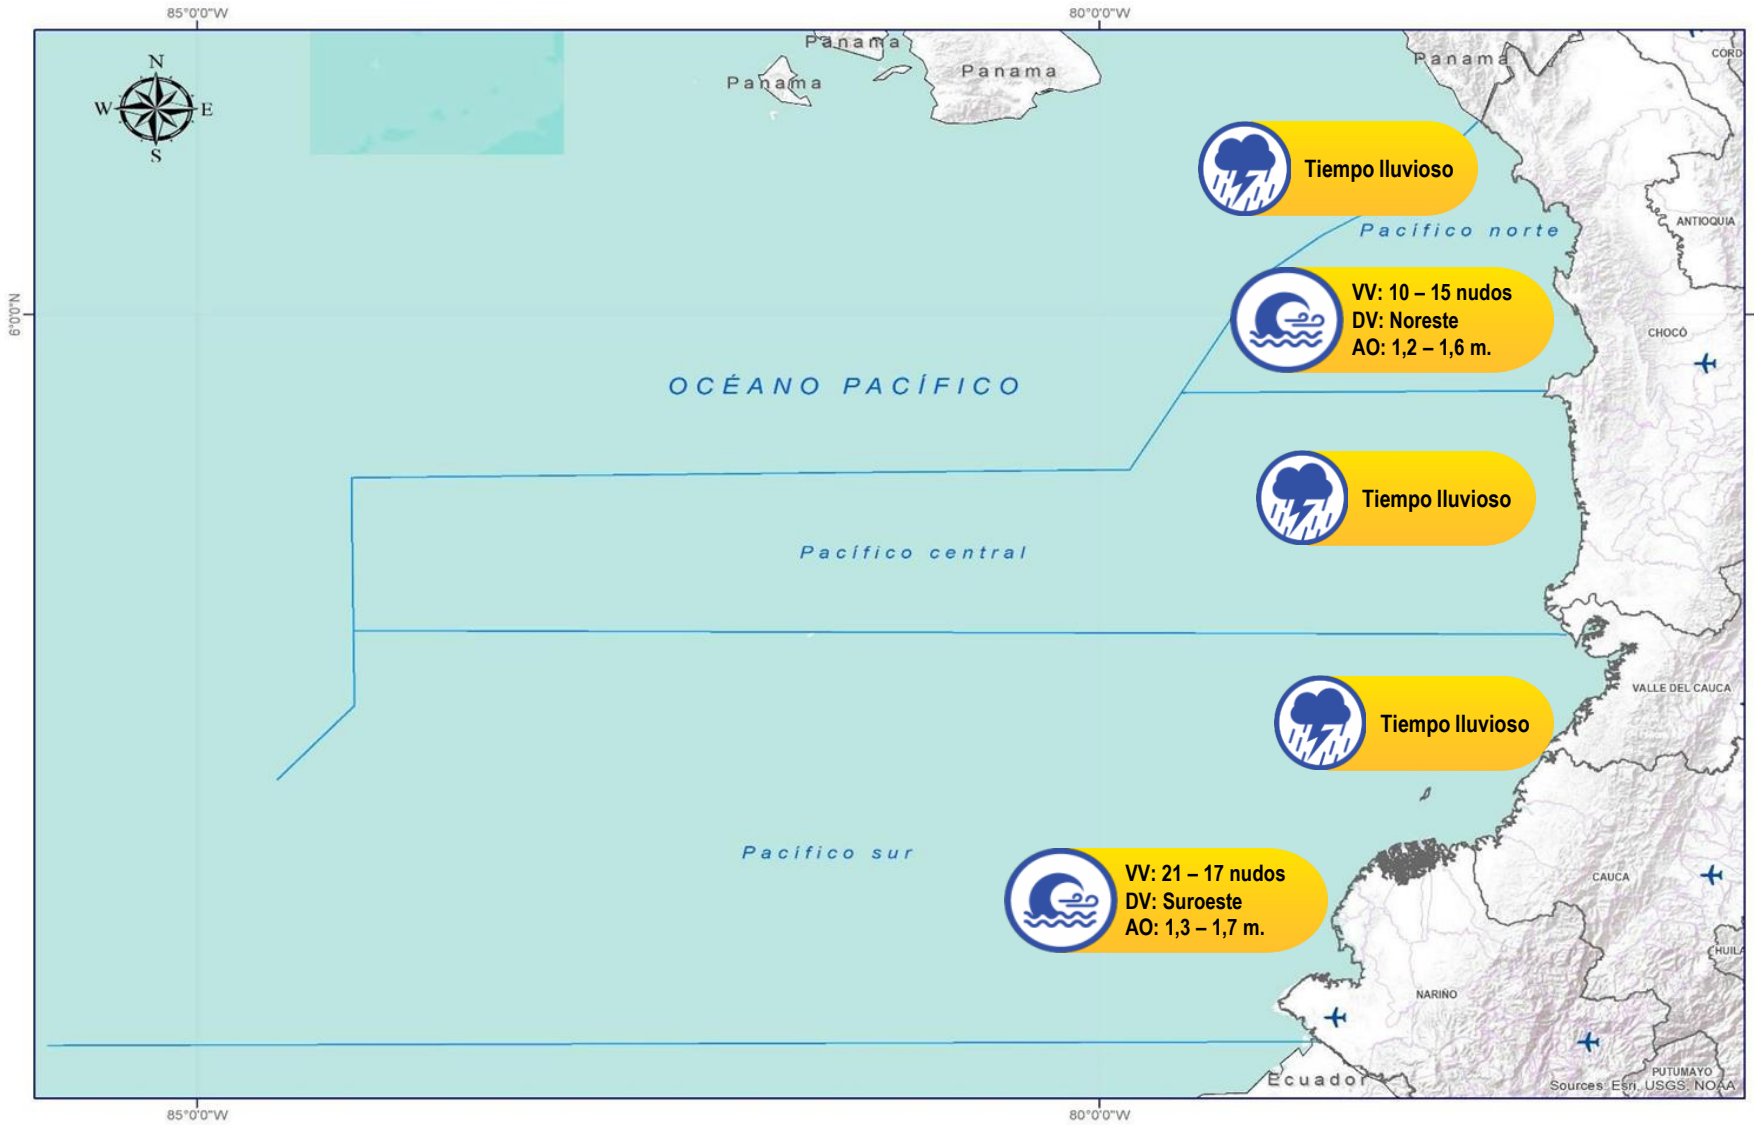 85°0'0"W
80°0'0"W
N
W
E
S
Panama
Panama
Panama
Panama
CÓRD
Tiempo lluvioso
ANTIOQUIA
Pacífico norte
6°0'0"N
VV: 10 – 15 nudos
DV: Noreste
AO: 1,2 – 1,6 m.
CHOCÓ
OCÉANO PACÍFICO
Tiempo lluvioso
Pacífico central
VALLE DEL CAUCA
Tiempo lluvioso
Pacífico sur
VV: 21 – 17 nudos
DV: Suroeste
AO: 1,3 – 1,7 m.
CAUCA
HUILA
NARIÑO
PUTUMAYO
Ecuador
Sources: Esri, USGS, NOAA
85°0'0"W
80°0'0"W